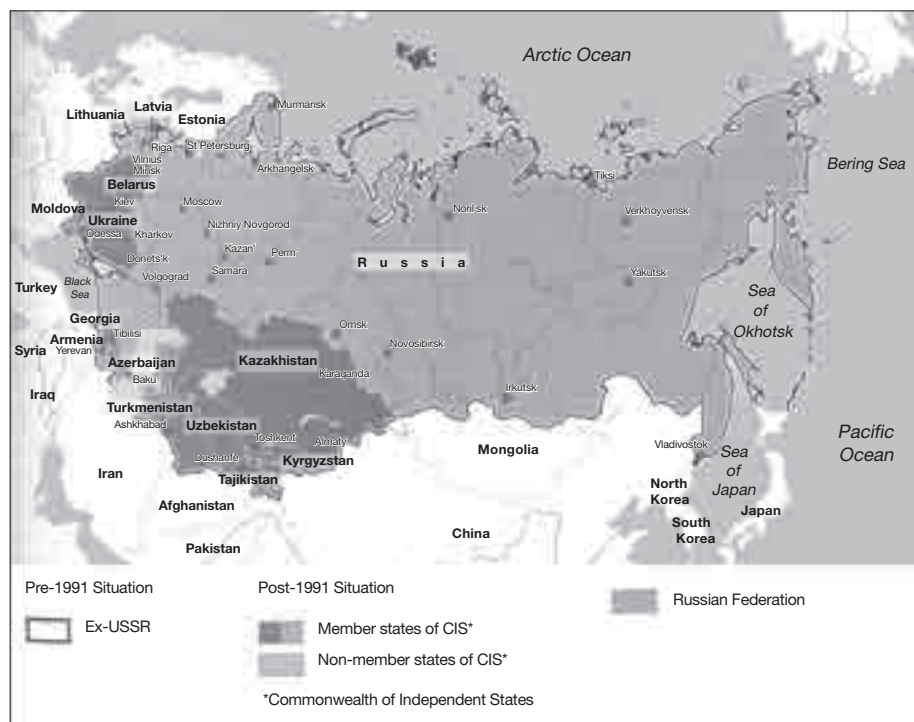 Arctic Ocean
Murmansk
Latvia
Lithuania
Estonia
Riga
St Petersburg
Vilnius
Minsk
Arkhangelsk
Bering Sea
Tiksi
Belarus
Kiev
Moscow
Noril'sk
Verkhoyvensk
Moldova
Ukraine
Nizhniy Novgorod
Odessa
Kharkov
Kazan'
Perm'
Russia
Donets'k
Samara
Volgograd
Yakutsk
Black
Sea
Turkey
Sea
of
Okhotsk
Georgia
Tibilisi
Omsk
Armenia
Syria
Yerevan
Novosibirsk
Azerbaijan
Kazakhstan
Karaganda
Baku
Iraq
Irkutsk
Turkmenistan
Ashkhabad
Uzbekistan
Toshkent
Almaty
Vladivostok
Pacific
Ocean
Mongolia
Kyrgyzstan
Sea
of
Japan
Iran
Tajikistan
North
Korea
Afghanistan
Japan
South
Korea
China
Pakistan
Pre-1991 Situation
Ex-USSR
Post-1991 Situation
Member states of CIS*
Non-member states of CIS*
*Commonwealth of Independent States
Russian Federation